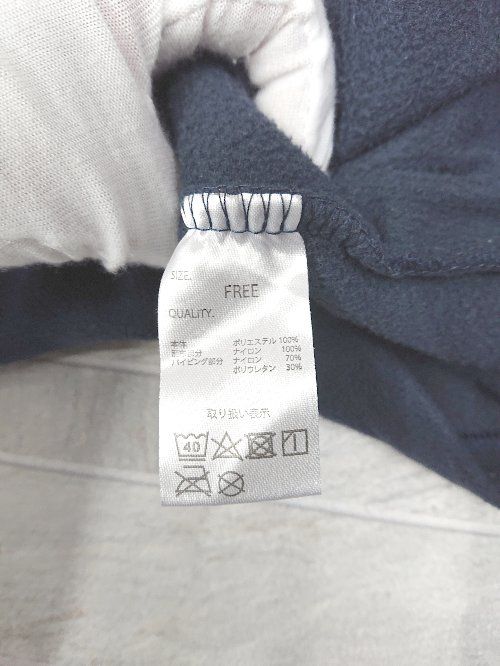 SIZE.
FREE
QUALITY.
本体 ポリエステル 100%
ナイロン 100%
パイピング部分 ナイロン 70%
ポリウレタン 30%
取り扱い表示
40